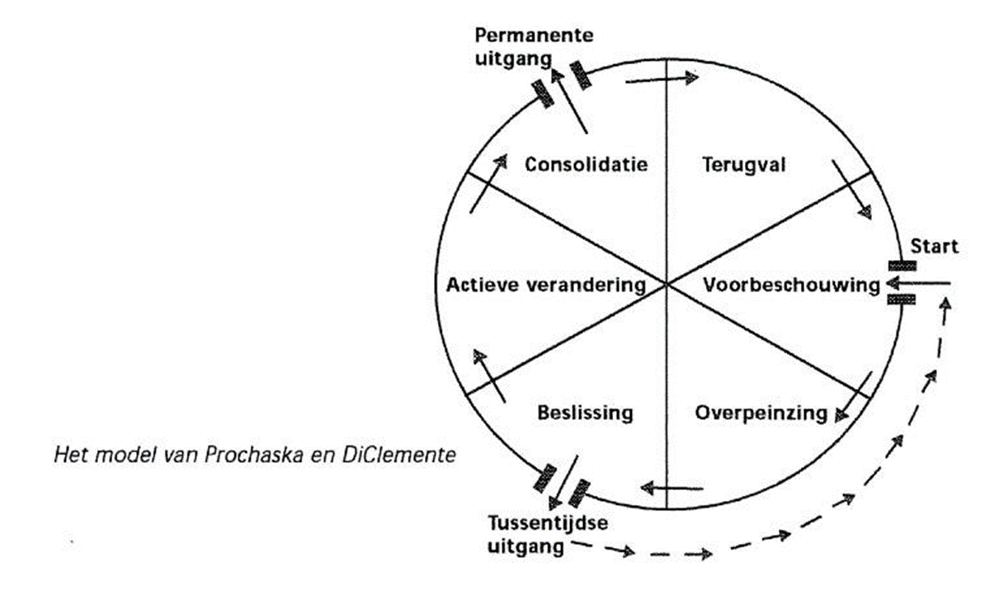 Permanente
uitgang
Consolidatie
Terugval
Start
Actieve verandering
Voorbeschouwing
Beslissing
Overpeinzing
Het model van Prochaska en DiClemente
Tussentijdse
uitgang